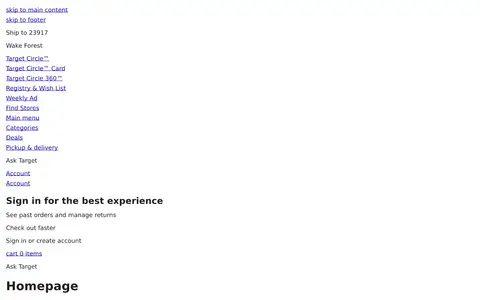 skip to main content
skip to footer
Ship to 23917
Wake Forest
Target Circle™
Target Circle™ Card
Target Circle 360™
Registry & Wish List
Weekly Ad
Find Stores
Main menu
Categories
Deals
Pickup & delivery
Ask Target
Account
Account
Sign in for the best experience
See past orders and manage returns
Check out faster
Sign in or create account
cart 0 items
Ask Target
Homepage